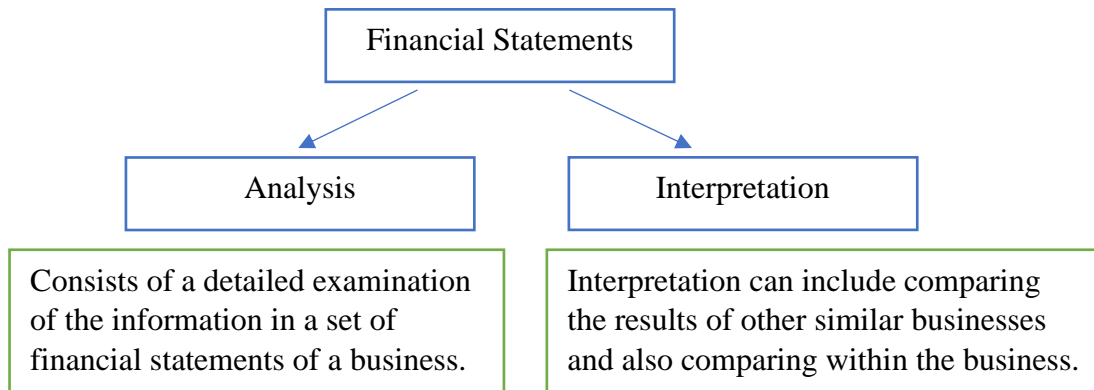 Financial Statements
Analysis
Interpretation
Consists of a detailed examination
of the information in a set of
financial statements of a business.
Interpretation can include comparing
the results of other similar businesses
and also comparing within the business.